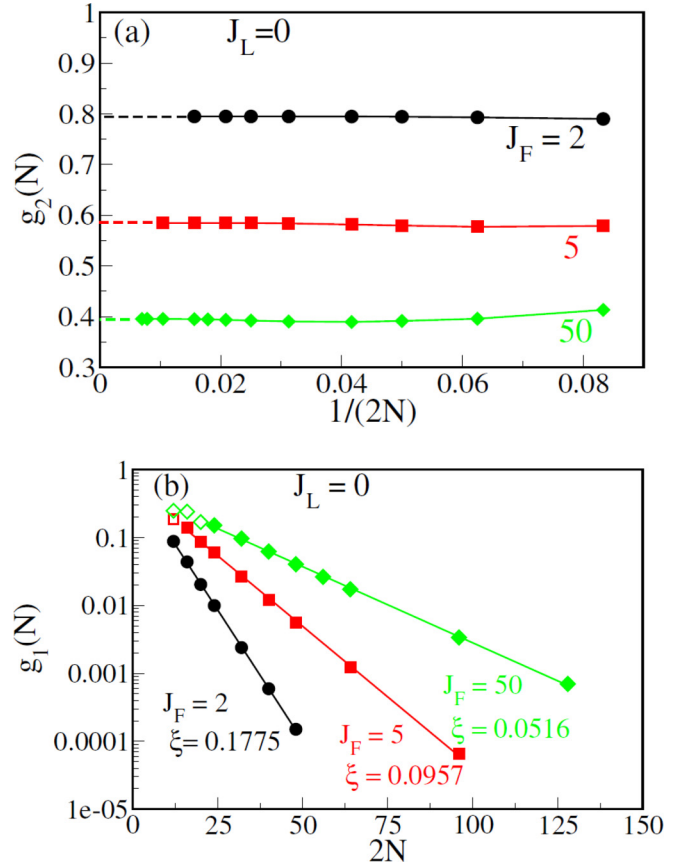 (a)
J_L=0
1
0.9
0.8
0.7
0.6
0.5
0.4
0.3
g_2(N)
J_F = 2
5
50
0
0.02
0.04
0.06
0.08
1/(2N)
(b)
J_L = 0
1
0.1
0.01
0.001
0.0001
1e-05
g_1(N)
J_F = 2
ξ= 0.1775
J_F = 5
ξ = 0.0957
J_F = 50
ξ = 0.0516
0
25
50
75
100
125
150
2N